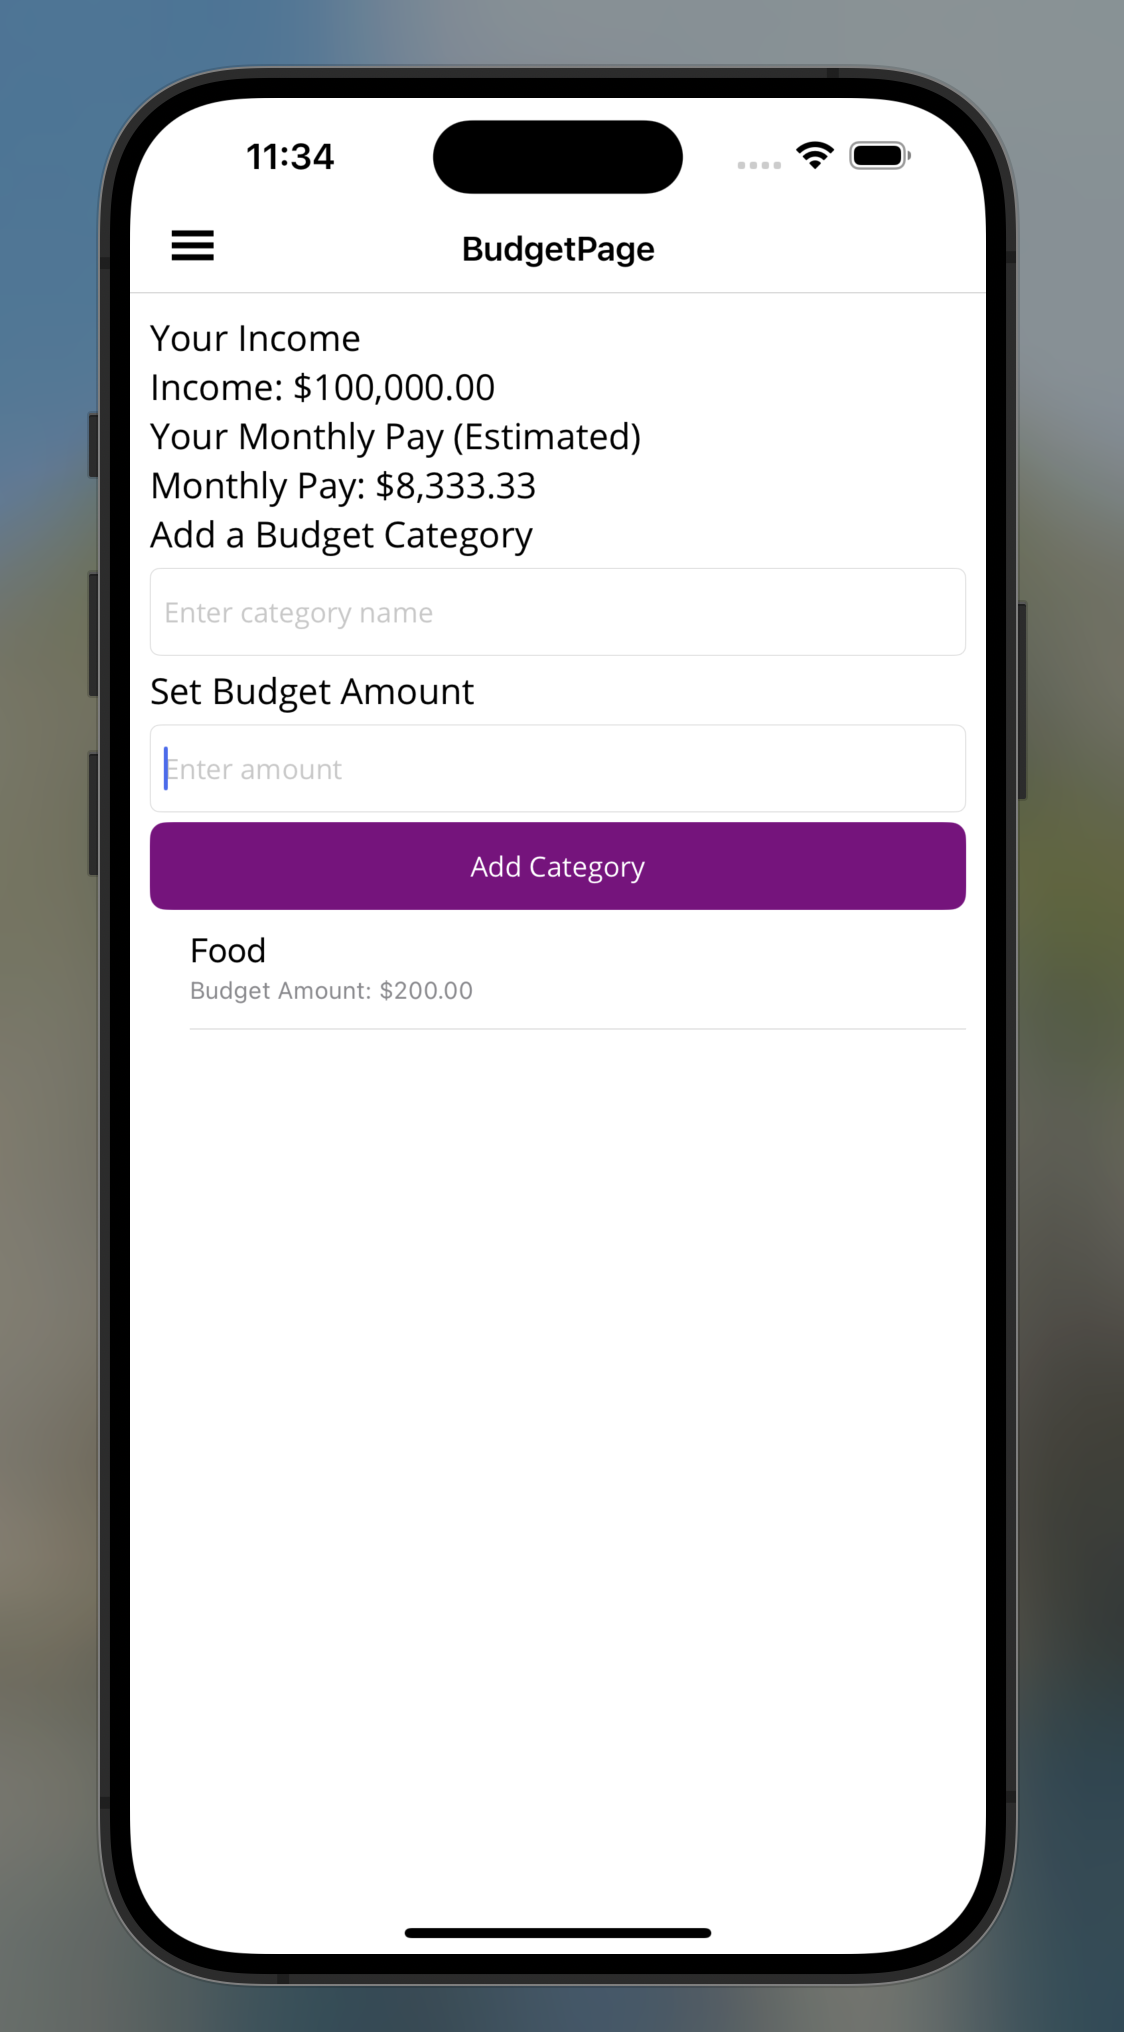 11:34
BudgetPage
Your Income
Income: $100,000.00
Your Monthly Pay (Estimated)
Monthly Pay: $8,333.33
Add a Budget Category
Enter category name
Set Budget Amount
Enter amount
Add Category
Food
Budget Amount: $200.00